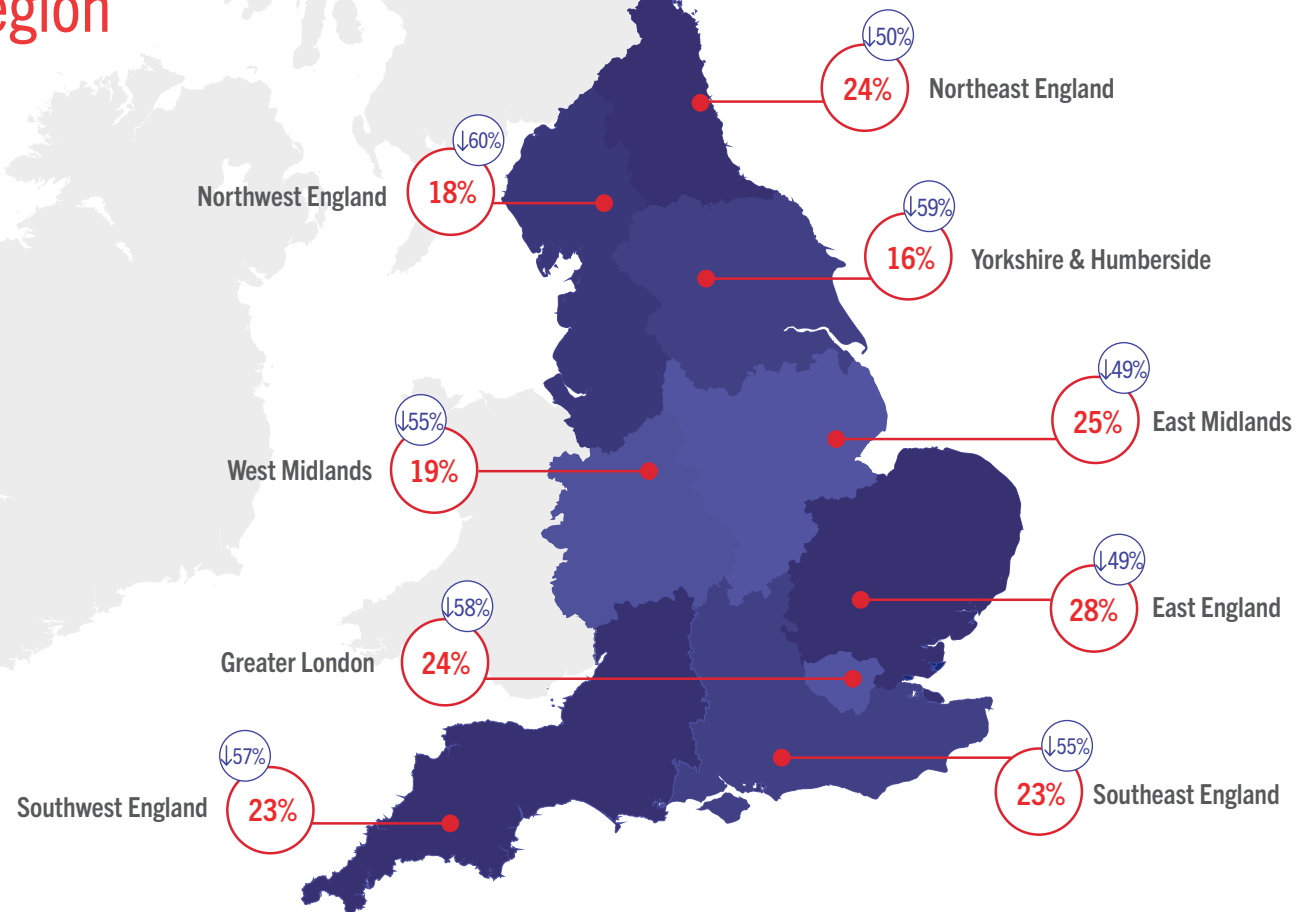 egion
↓50%
24%
Northeast England
↓60%
18%
Northwest England
↓59%
16%
Yorkshire & Humberside
↓49%
25%
East Midlands
↓55%
19%
West Midlands
↓49%
28%
East England
↓58%
24%
Greater London
↓55%
23%
Southeast England
↓57%
23%
Southwest England